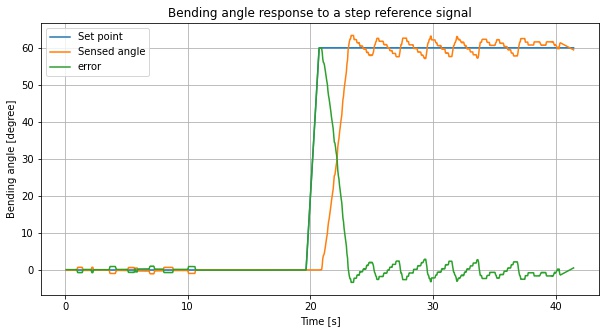 Bending angle response to a step reference signal
Set point
Sensed angle
error
60
50
40
30
20
10
0
Bending angle [degree]
0 10 20 30 40
Time [s]